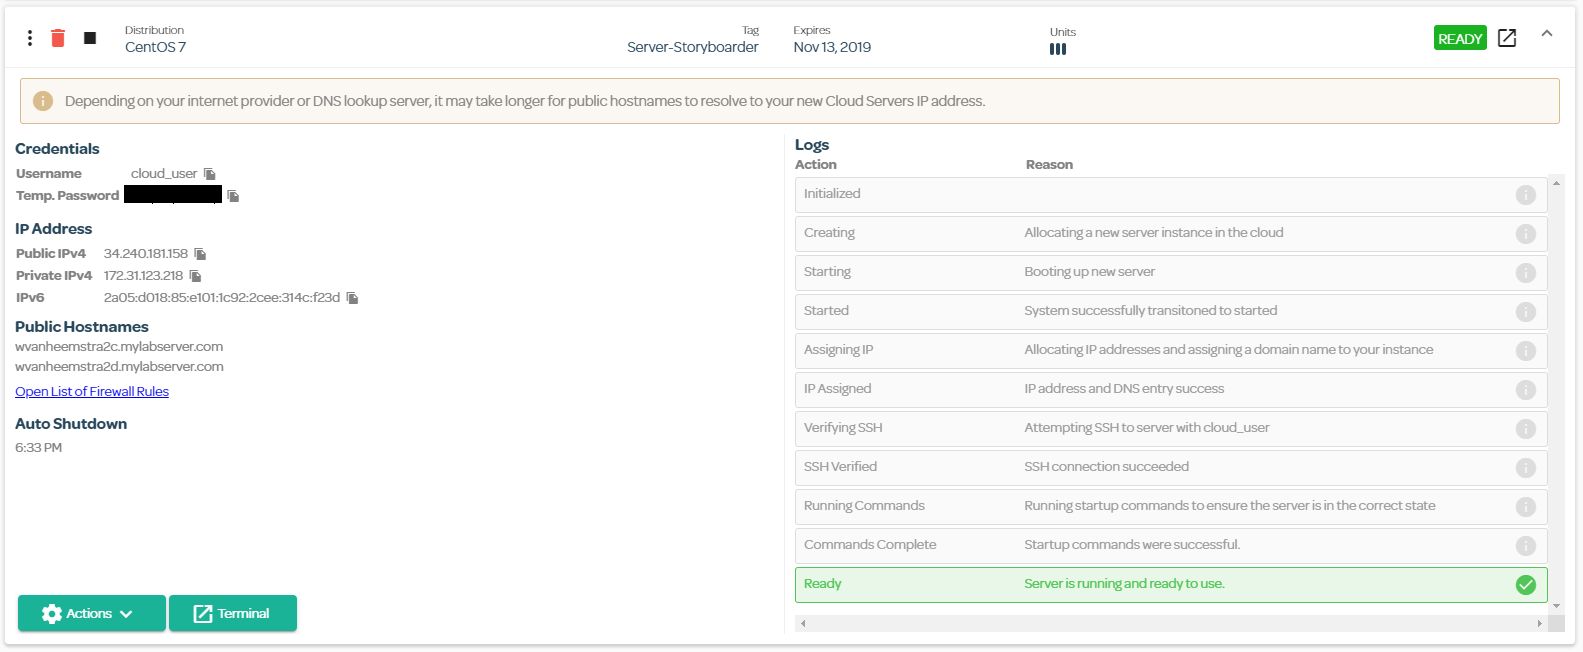 Distribution
CentOS 7
Tag
Server-Storyboarder
Expires
Nov 13, 2019
Units
READY
Depending on your internet provider or DNS lookup server, it may take longer for public hostnames to resolve to your new Cloud Servers IP address.
Credentials
Username cloud_user
Temp. Password
IP Address
Public IPv4 34.240.181.158
Private IPv4 172.31.123.218
IPv6 2a05:d018:85:e101:1c92:2cee:314c:f23d
Public Hostnames
wvanheemstra2c.mylabserver.com
wvanheemstra2d.mylabserver.com
Open List of Firewall Rules
Auto Shutdown
6:33 PM
Actions
Terminal
Logs
Action Reason
Initialized
Creating Allocating a new server instance in the cloud
Starting Booting up new server
Started System successfully transitoned to started
Assigning IP Allocating IP addresses and assigning a domain name to your instance
IP Assigned IP address and DNS entry success
Verifying SSH Attempting SSH to server with cloud_user
SSH Verified SSH connection succeeded
Running Commands Running startup commands to ensure the server is in the correct state
Commands Complete Startup commands were successful.
Ready Server is running and ready to use.